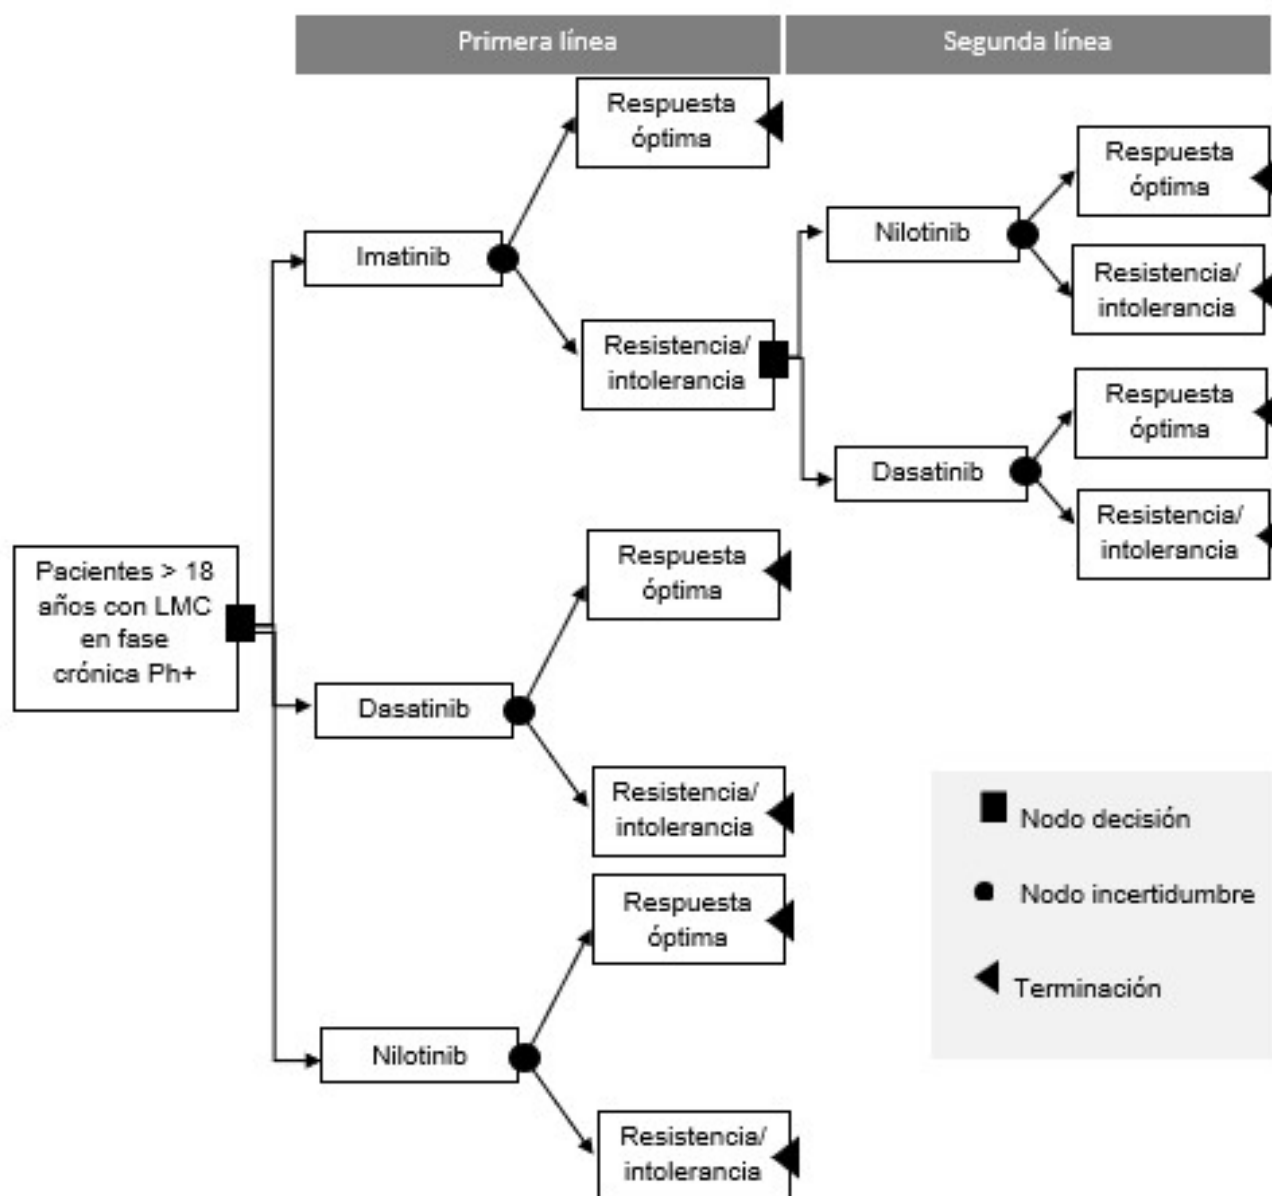 Primera línea
Segunda línea
Respuesta
óptima
Imatinib
Resistencia/
intolerancia
Nilotinib
Respuesta
óptima
Resistencia/
intolerancia
Dasatinib
Respuesta
óptima
Resistencia/
intolerancia
Pacientes > 18
años con LMC
en fase
crónica Ph+
Respuesta
óptima
Dasatinib
Resistencia/
intolerancia
Respuesta
óptima
Nilotinib
Resistencia/
intolerancia
Nodo decisión
Nodo incertidumbre
Terminación